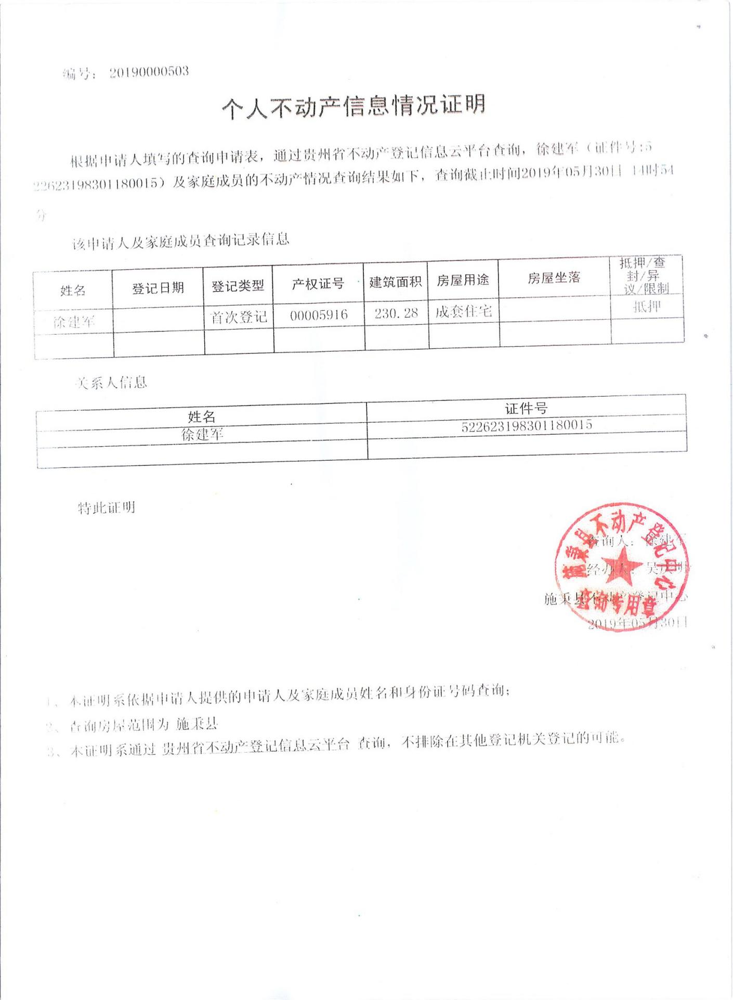 编号: 20190000503
个人不动产信息情况证明
根据申请人填写的查询申请表，通过贵州省不动产登记信息云平台查询，徐建军（证件号:5
22623198301180015）及家庭成员的不动产情况查询结果如下，查询截止时间2019年05月30日 14时54
分
该申请人及家庭成员查询记录信息
姓名 登记日期 登记类型 产权证号 建筑面积 房屋用途 房屋坐落 抵押/查
封/异
议/限制
徐建军 首次登记 00005916 230.28 成套住宅 抵押
关系人信息
姓名 证件号
徐建军 522623198301180015
特此证明
查询人: 徐建军
经办人: 吴明
施秉县不动产登记中心
2019年05月30日
施秉县不动产登记中心
查询专用章
1、本证明系依据申请人提供的申请人及家庭成员姓名和身份证号码查询；
2、查询房屋范围为 施秉县
3、本证明系通过 贵州省不动产登记信息云平台 查询，不排除在其他登记机关登记的可能。